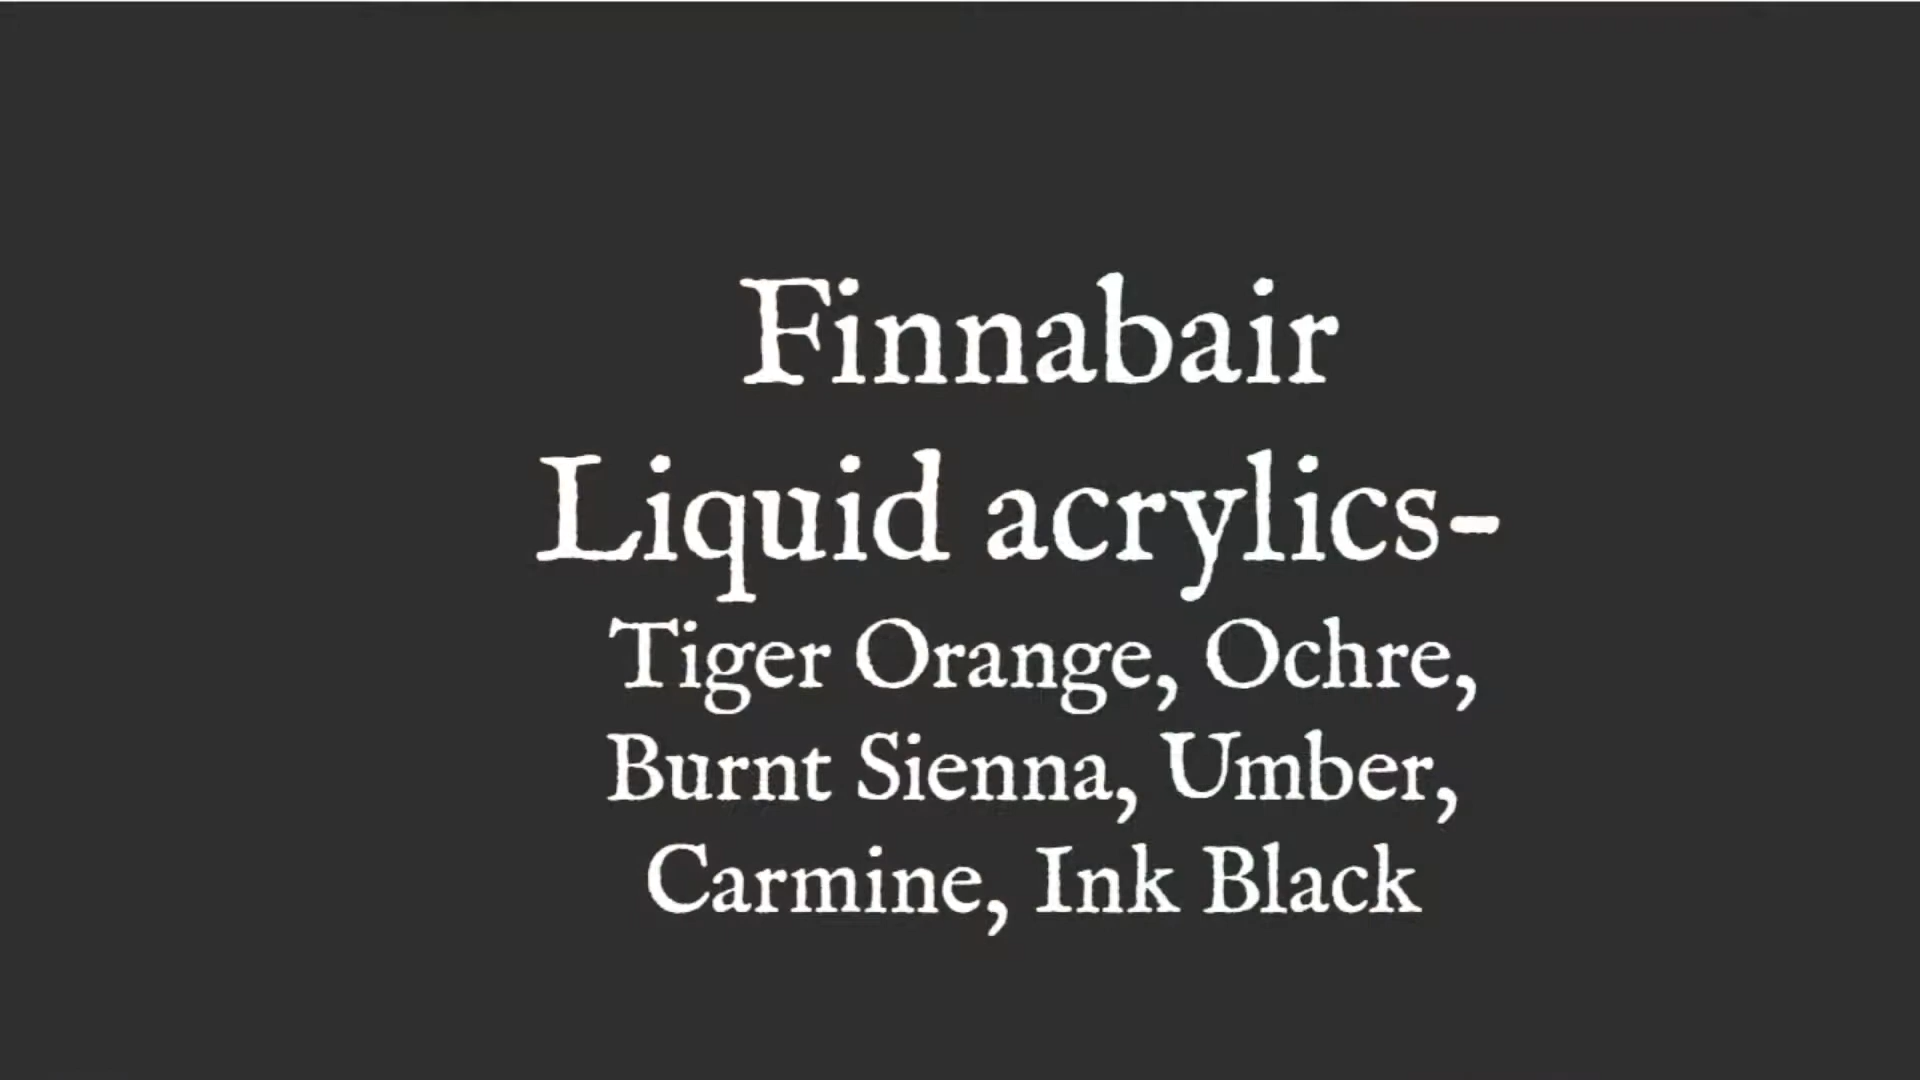 Finnabair
Liquid acrylics-
Tiger Orange, Ochre,
Burnt Sienna, Umber,
Carmine, Ink Black